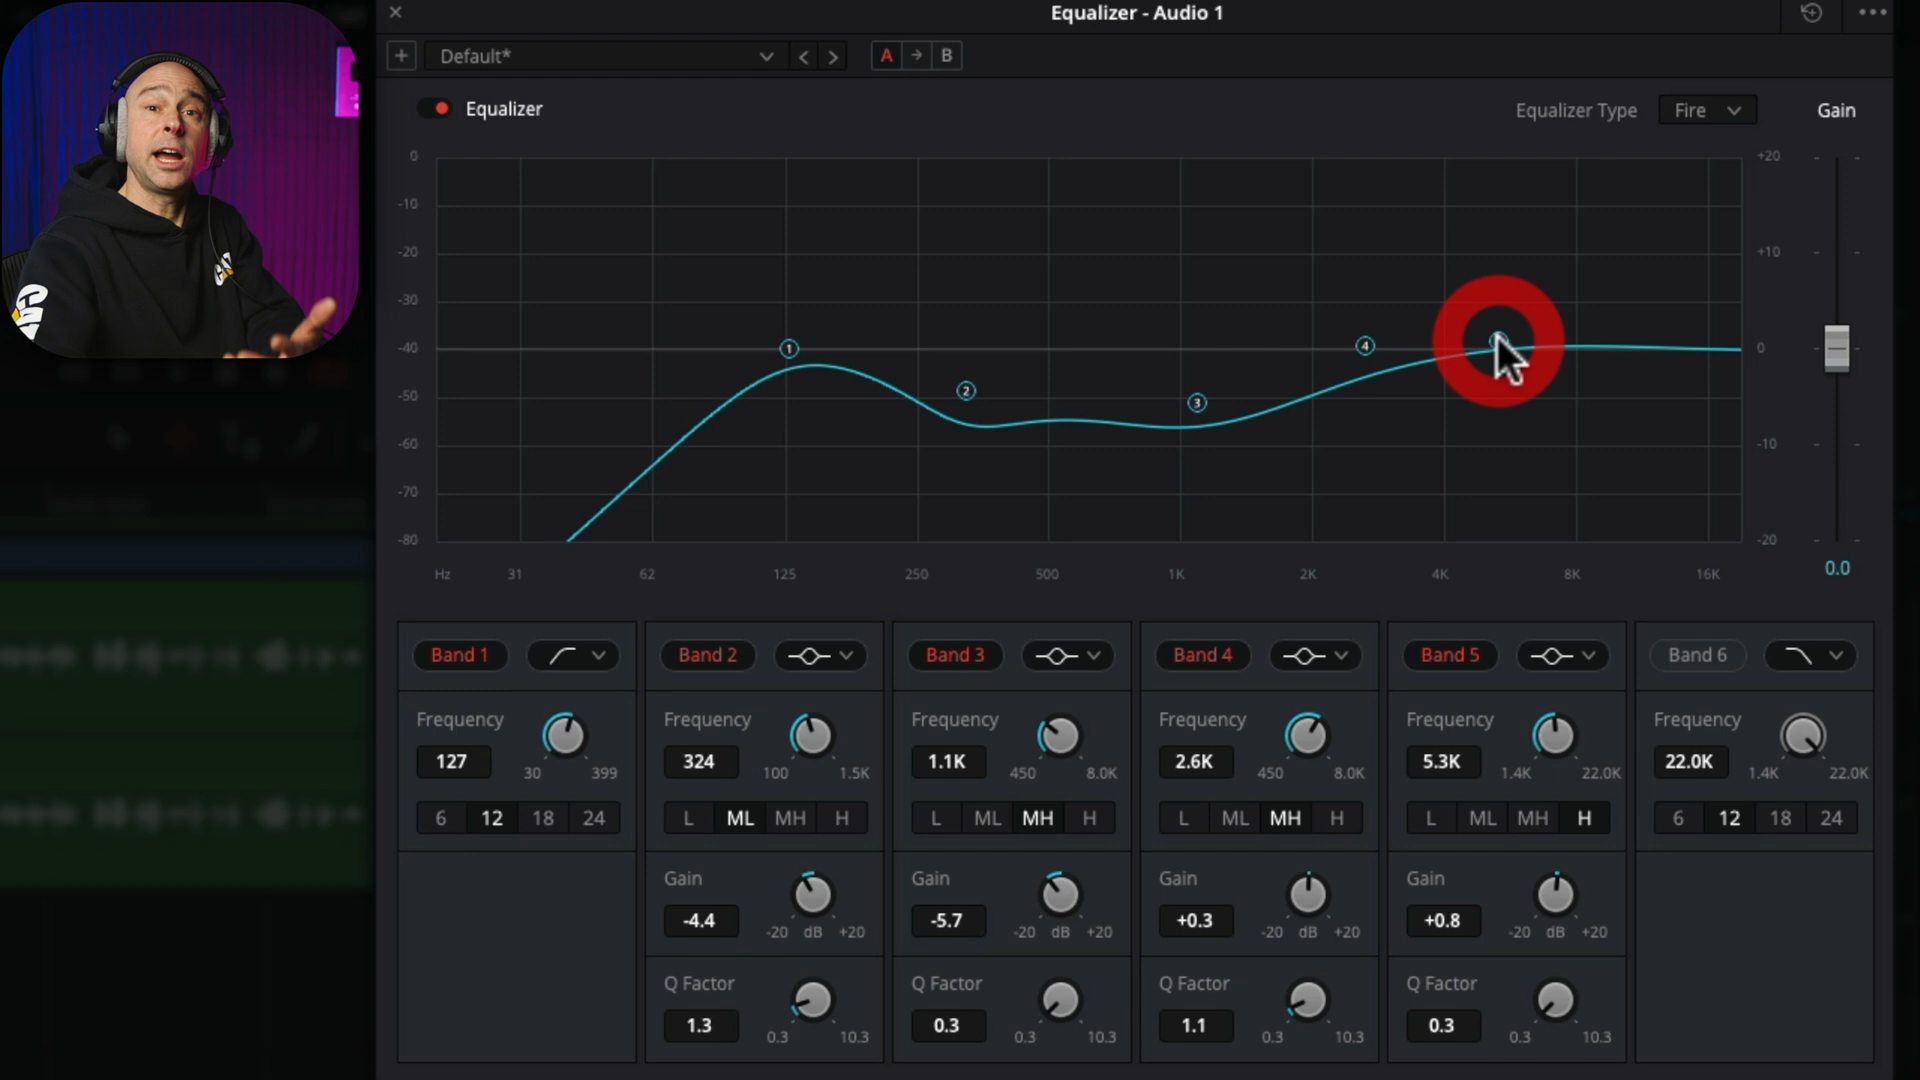 Equalizer - Audio 1
Default*
A B
Equalizer
Equalizer Type Fire Gain
0 +20
-10
-20 +10
-30
-40 0
-50
-60 -10
-70
-80 -20
1 2 3 4
Hz 31 62 125 250 500 1K 2K 4K 8K 16K 0.0
Band 1 Band 2 Band 3 Band 4 Band 5 Band 6
Frequency Frequency Frequency Frequency Frequency Frequency
127 324 1.1K 2.6K 5.3K 22.0K
30 399 100 1.5K 450 8.0K 450 8.0K 1.4K 22.0K 1.4K 22.0K
6 12 18 24 L ML MH H L ML MH H L ML MH H L ML MH H 6 12 18 24
Gain Gain Gain Gain
-4.4 -5.7 +0.3 +0.8
-20 dB +20 -20 dB +20 -20 dB +20 -20 dB +20
Q Factor Q Factor Q Factor Q Factor
1.3 0.3 1.1 0.3
0.3 10.3 0.3 10.3 0.3 10.3 0.3 10.3